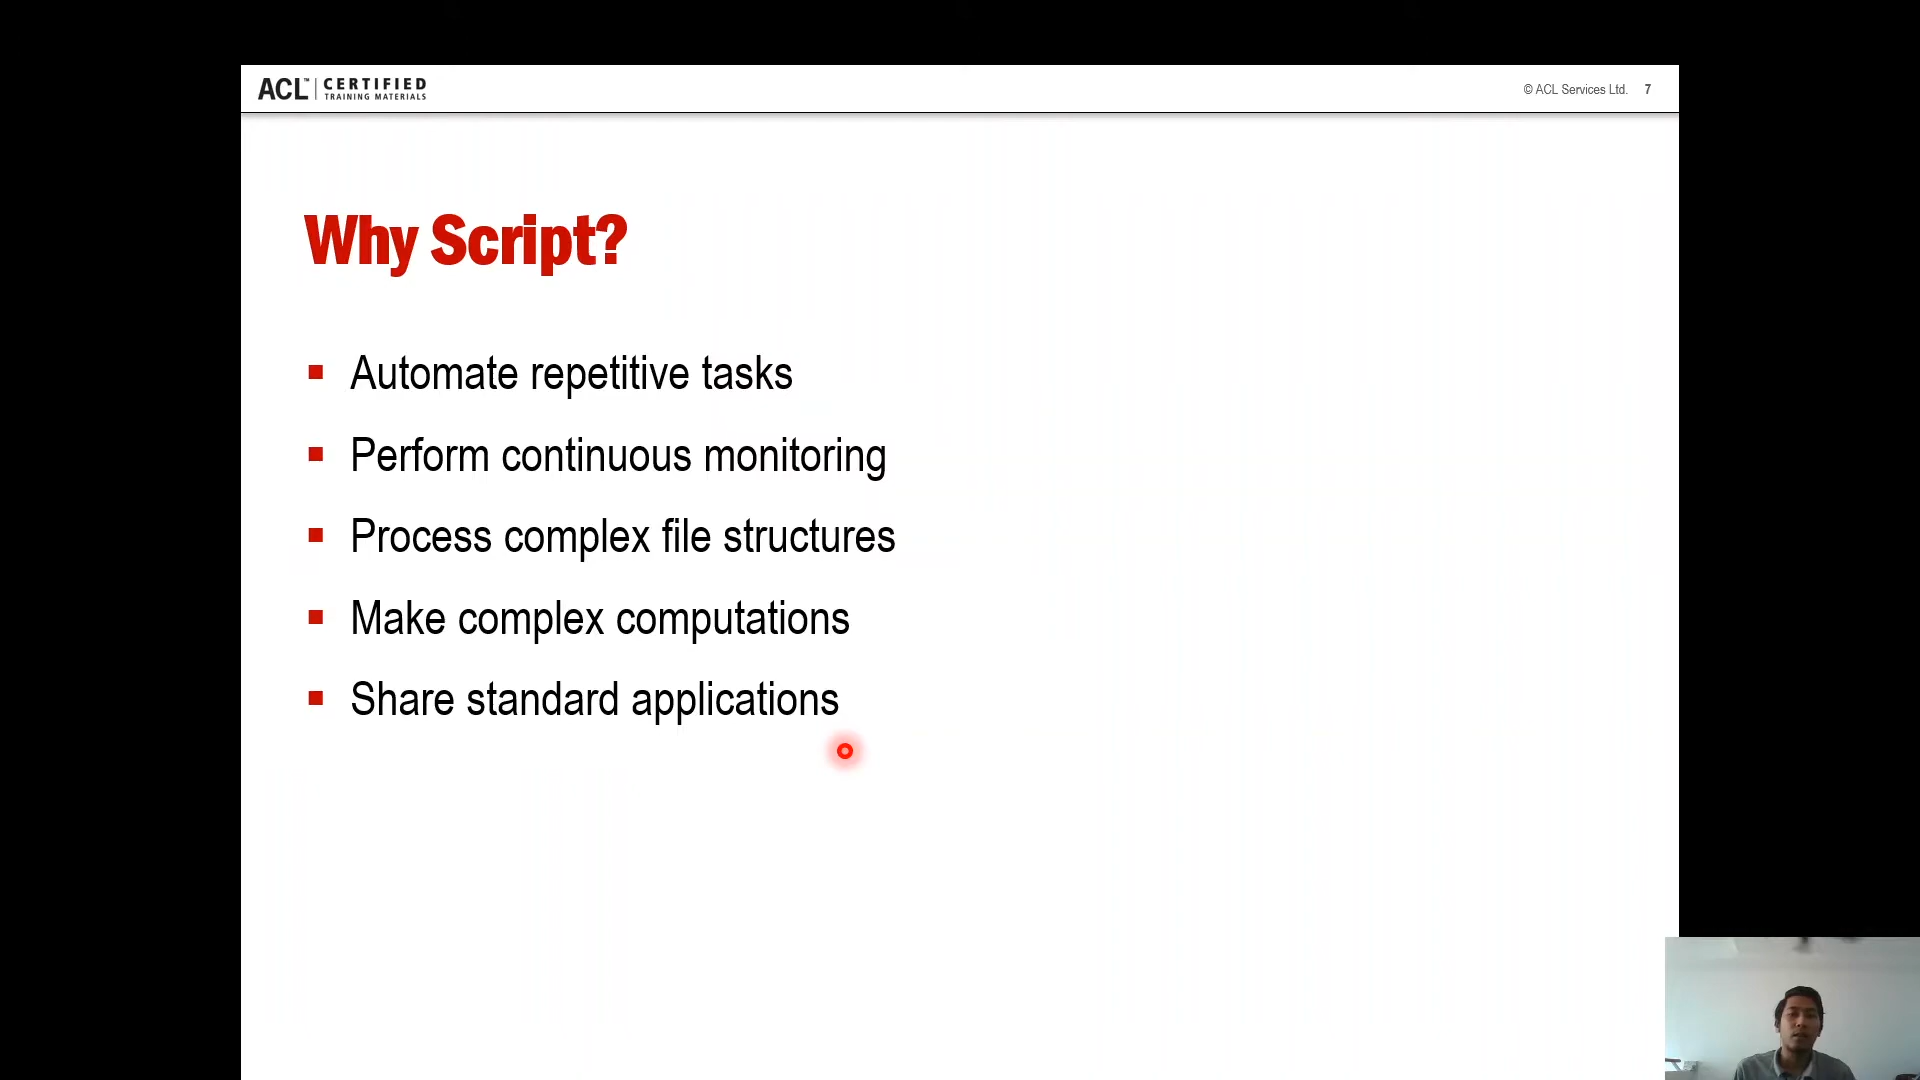 ACL™ | CERTIFIED
TRAINING MATERIALS
© ACL Services Ltd. 7
Why Script?
▪ Automate repetitive tasks
▪ Perform continuous monitoring
▪ Process complex file structures
▪ Make complex computations
▪ Share standard applications